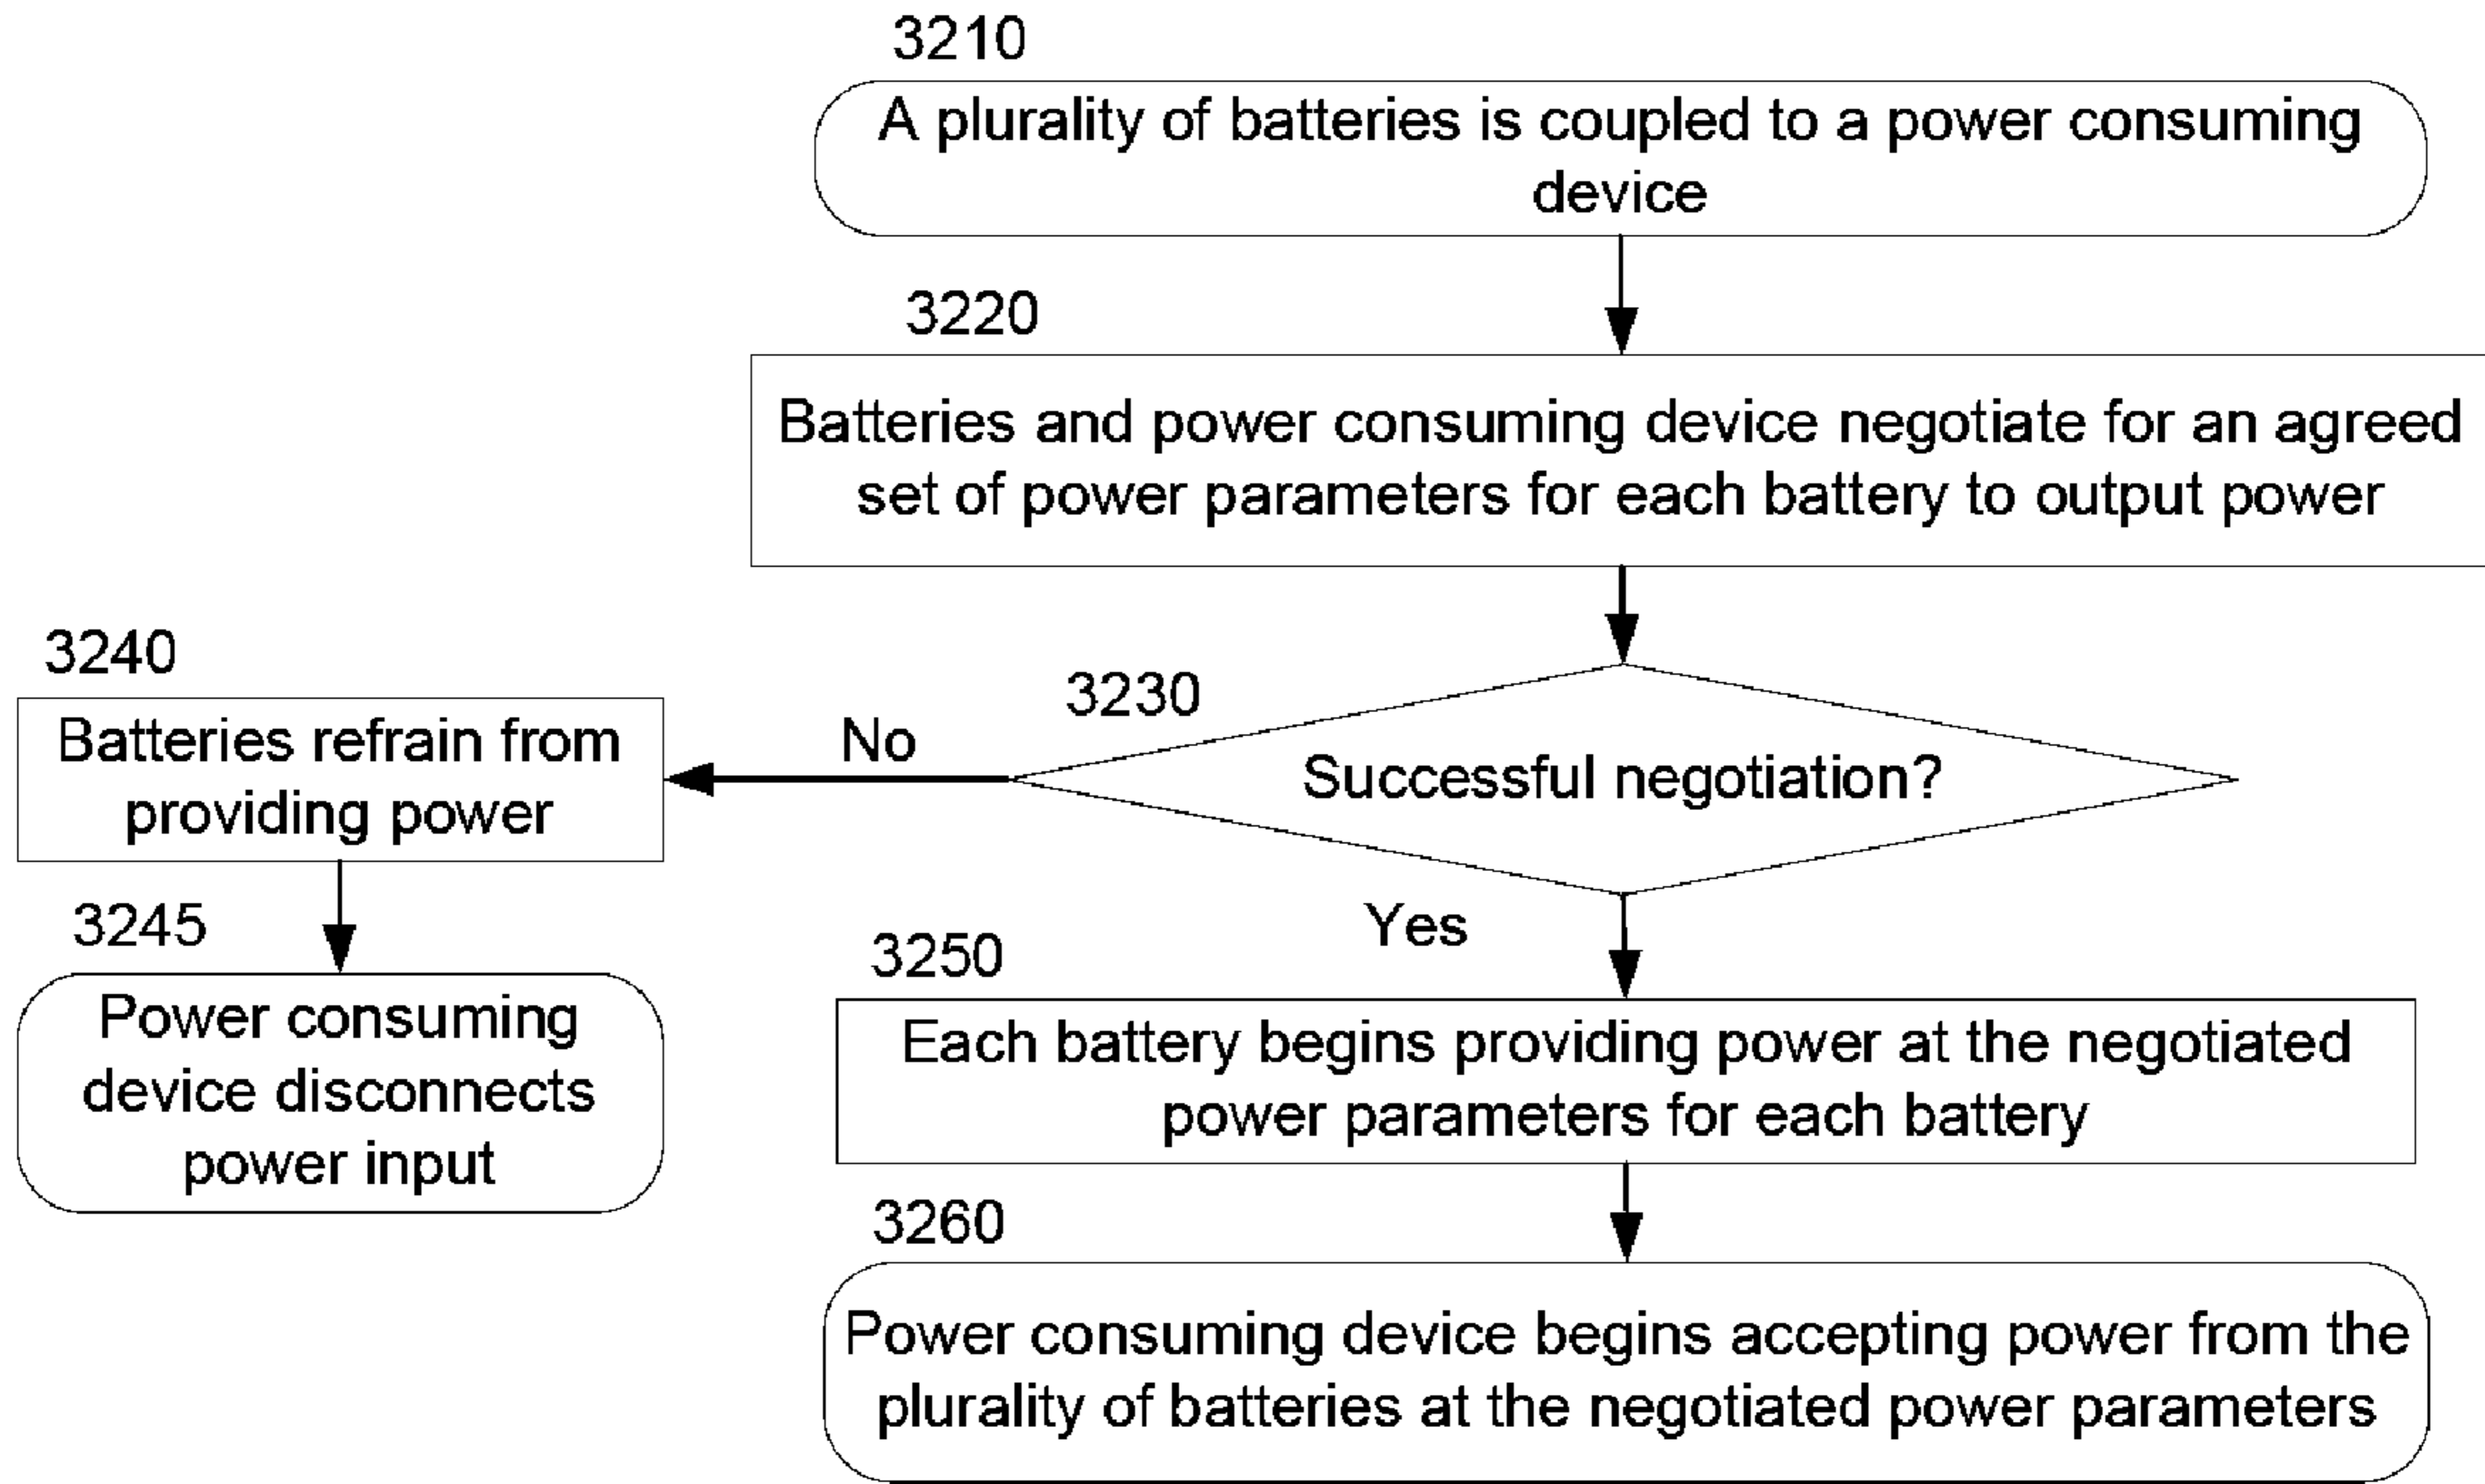 3210
A plurality of batteries is coupled to a power consuming
device
3220
Batteries and power consuming device negotiate for an agreed
set of power parameters for each battery to output power
3230
Successful negotiation?
No
3240
Batteries refrain from
providing power
3245
Power consuming
device disconnects
power input
Yes
3250
Each battery begins providing power at the negotiated
power parameters for each battery
3260
Power consuming device begins accepting power from the
plurality of batteries at the negotiated power parameters